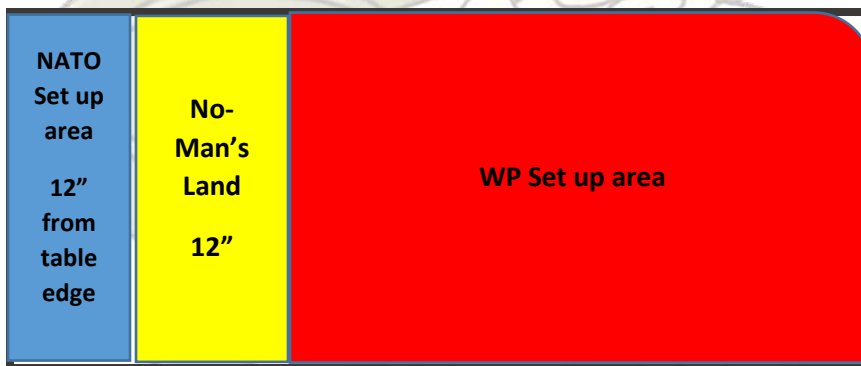 NATO
Set up
area
12”
from
table
edge
No-
Man’s
Land
12”
WP Set up area